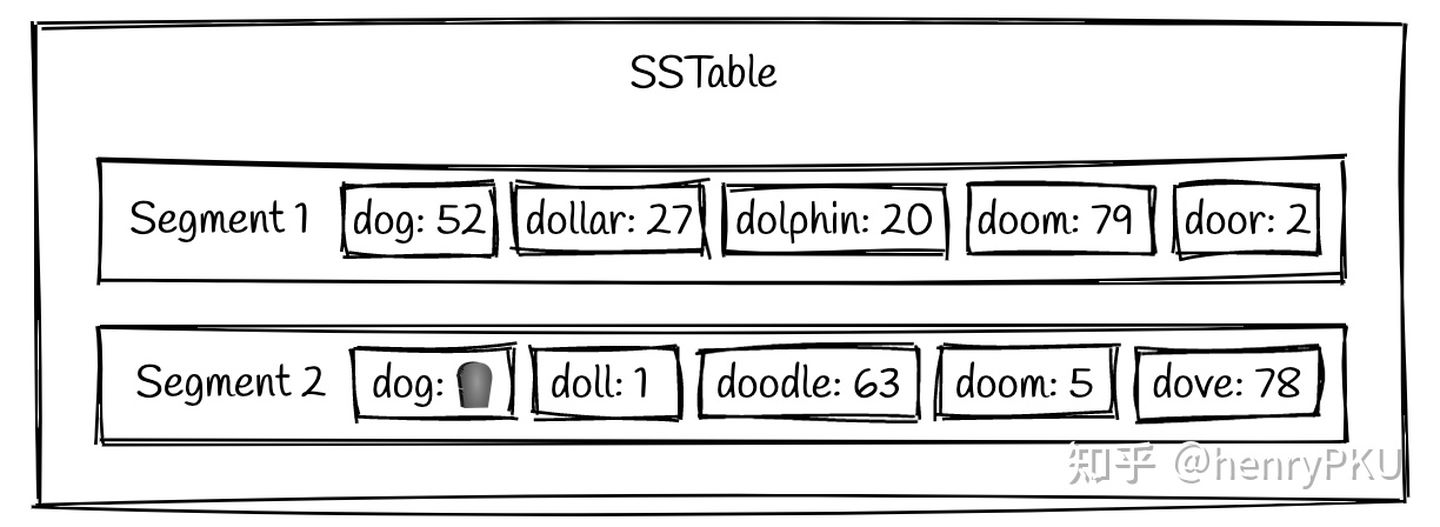 SSTable
Segment 1 dog: 52 dollar: 27 dolphin: 20 doom: 79 door: 2
Segment 2 dog: doll: 1 doodle: 63 doom: 5 dove: 78
知乎 @henryPKU